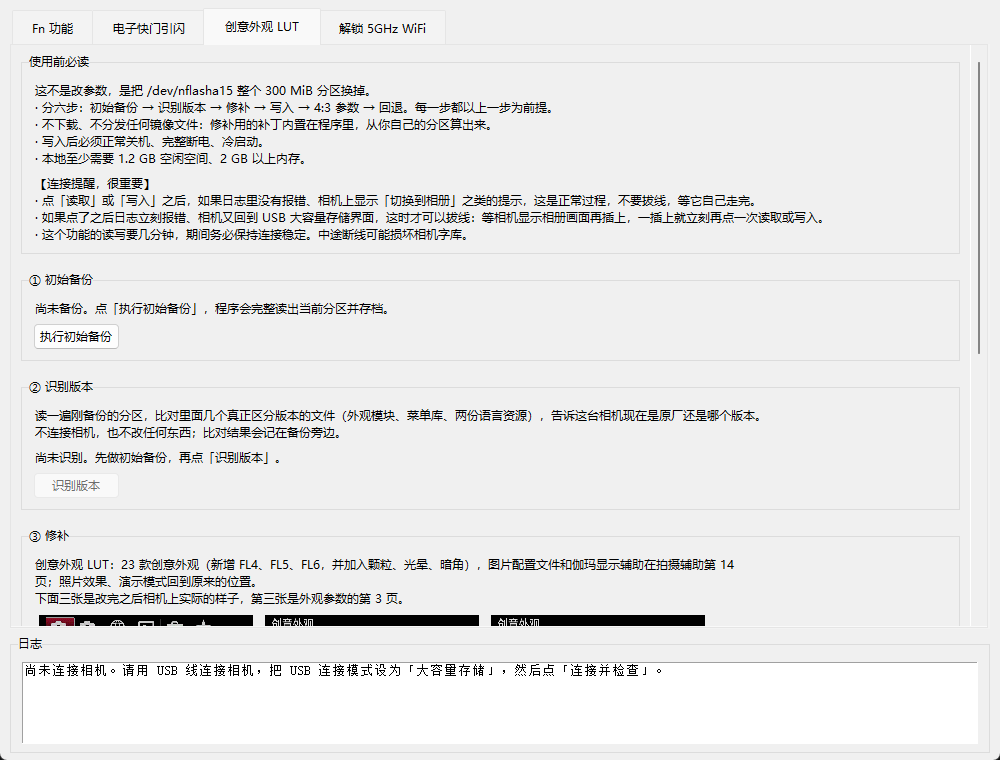 Fn 功能
电子快门引闪
创意外观 LUT
解锁 5GHz WiFi
使用前必读
这不是改参数，是把 /dev/nflasha15 整个 300 MiB 分区换掉。
· 分六步：初始备份 → 识别版本 → 修补 → 写入 → 4:3 参数 → 回退。每一步都以上一步为前提。
· 不下载、不分发任何镜像文件：修补用的补丁内置在程序里，从你自己的分区算出来。
· 写入后必须正常关机、完整断电、冷启动。
· 本地至少需要 1.2 GB 空闲空间、2 GB 以上内存。
【连接提醒，很重要】
· 点「读取」或「写入」之后，如果日志里没有报错、相机上显示「切换到相册」之类的提示，这是正常过程，不要拔线，等它自己走完。
· 如果点了之后日志立刻报错、相机又回到 USB 大容量存储界面，这时才可以拔线：等相机显示相册画面再插上，一插上就立刻再点一次读取或写入。
· 这个功能的读写要几分钟，期间务必保持连接稳定。中途断线可能损坏相机字库。
① 初始备份
尚未备份。点「执行初始备份」，程序会完整读出当前分区并存档。
执行初始备份
② 识别版本
读一遍刚备份的分区，比对里面几个真正区分版本的文件（外观模块、菜单库、两份语言资源），告诉这台相机现在是原厂还是哪个版本。
不连接相机，也不改任何东西；比对结果会记在备份旁边。
尚未识别。先做初始备份，再点「识别版本」。
识别版本
③ 修补
创意外观 LUT：23 款创意外观（新增 FL4、FL5、FL6，并加入颗粒、光晕、暗角），图片配置文件和伽玛显示辅助在拍摄辅助第 14
页；照片效果、演示模式回到原来的位置。
下面三张是改完之后相机上实际的样子，第三张是外观参数的第 3 页。
创意外观
创意外观
日志
尚未连接相机。请用 USB 线连接相机，把 USB 连接模式设为「大容量存储」，然后点「连接并检查」。